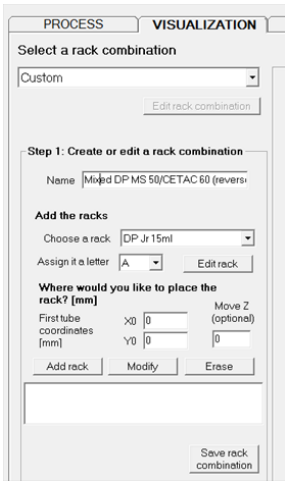 PROCESS VISUALIZATION
Select a rack combination
Custom
Edit rack combination
Step 1: Create or edit a rack combination
Name Mixed DP MS 50/CETAC 60 (revers
Add the racks
Choose a rack DP Jr 15ml
Assign it a letter A Edit rack
Where would you like to place the
rack? [mm]
Move Z
First tube X0 0 (optional)
coordinates
[mm] Y0 0 0
Add rack Modify Erase
Save rack
combination